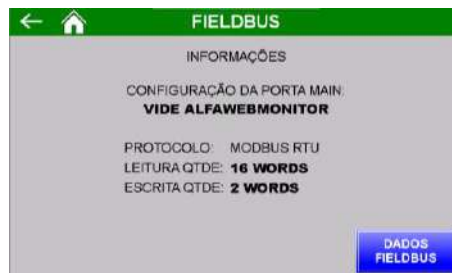 FIELDBUS
INFORMAÇÕES
CONFIGURAÇÃO DA PORTA MAIN:
VIDE ALFAWEBMONITOR
PROTOCOLO: MODBUS RTU
LEITURA QTDE: 16 WORDS
ESCRITA QTDE: 2 WORDS
DADOS
FIELDBUS